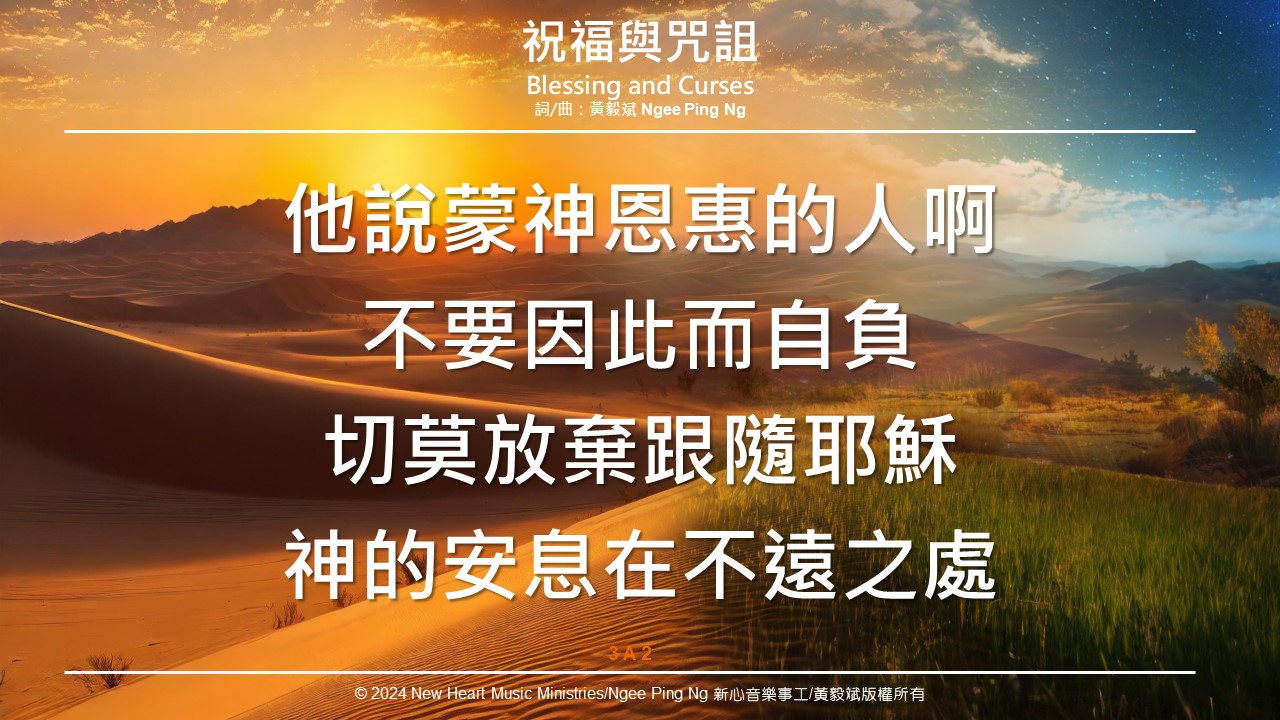 祝福與咒詛
Blessing and Curses
詞/曲：黃毅斌 Ngee Ping Ng
他說蒙神恩惠的人啊
不要因此而自負
切莫放棄跟隨耶穌
神的安息在不遠之處
3A2
© 2024 New Heart Music Ministries/Ngee Ping Ng 新心音樂事工/黃毅斌版權所有